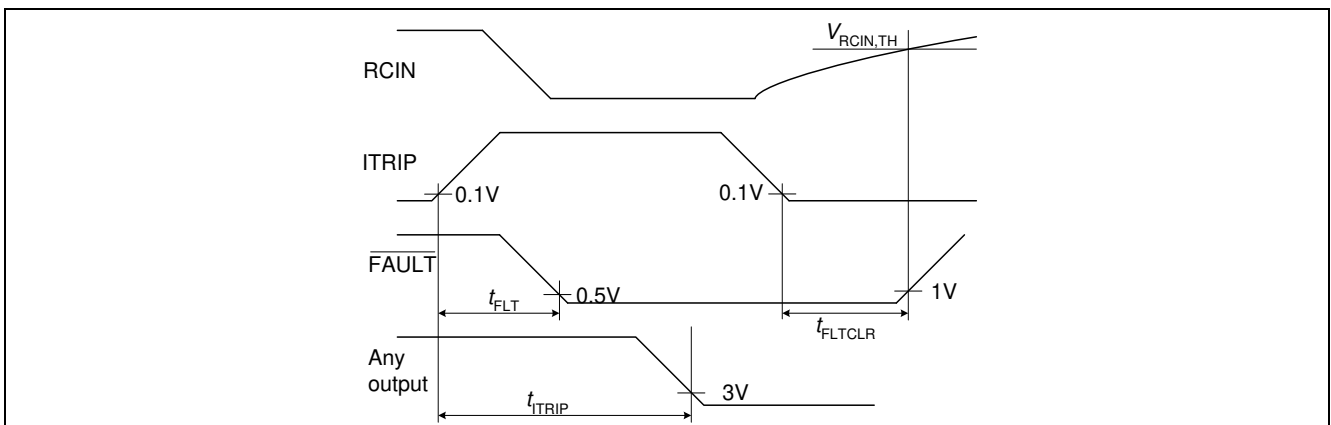 V_RCIN,TH
RCIN
ITRIP
0.1V 0.1V
FAULT
0.5V 1V
t_FLT t_FLTCLR
Any
output
3V
t_ITRIP